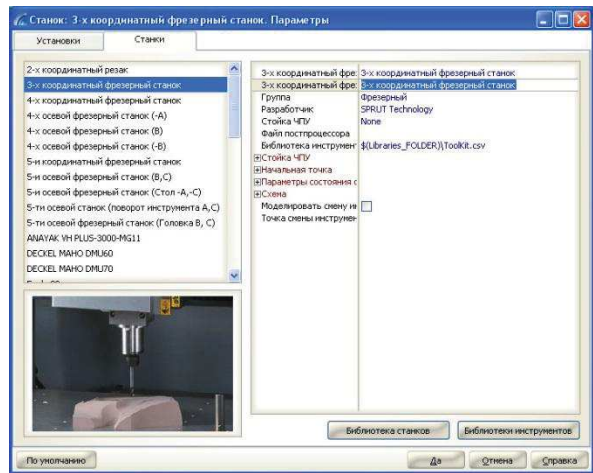 Станок: 3-х координатный фрезерный станок. Параметры
Установки
Станки
2-х координатный резак
3-х координатный фрезерный станок
4-х координатный фрезерный станок
4-х осевой фрезерный станок (-A)
4-х осевой фрезерный станок (B)
4-х осевой фрезерный станок (-B)
5-и координатный фрезерный станок
5-и осевой фрезерный станок (B,C)
5-и осевой фрезерный станок (Стол -A,-C)
5-ти осевой станок (поворот инструмента A,C)
5-ти осевой фрезерный станок (Головка B, C)
ANAYAK VH PLUS-3000-MG11
DECKEL MAHO DMU60
DECKEL MAHO DMU70
3-х координатный фре: 3-х координатный фрезерный станок
3-х координатный фре: 3-х координатный фрезерный станок
Группа Фрезерный
Разработчик SPRUT Technology
Стойка ЧПУ None
Файл постпроцессора
Библиотека инструмен $(Libraries_FOLDER)\ToolKit.csv
Стойка ЧПУ
Начальная точка
Параметры состояния с
Схема
Моделировать смену ин
Точка смены инструмен
Библиотека станков
Библиотеки инструментов
По умолчанию
Да
Отмена
Справка